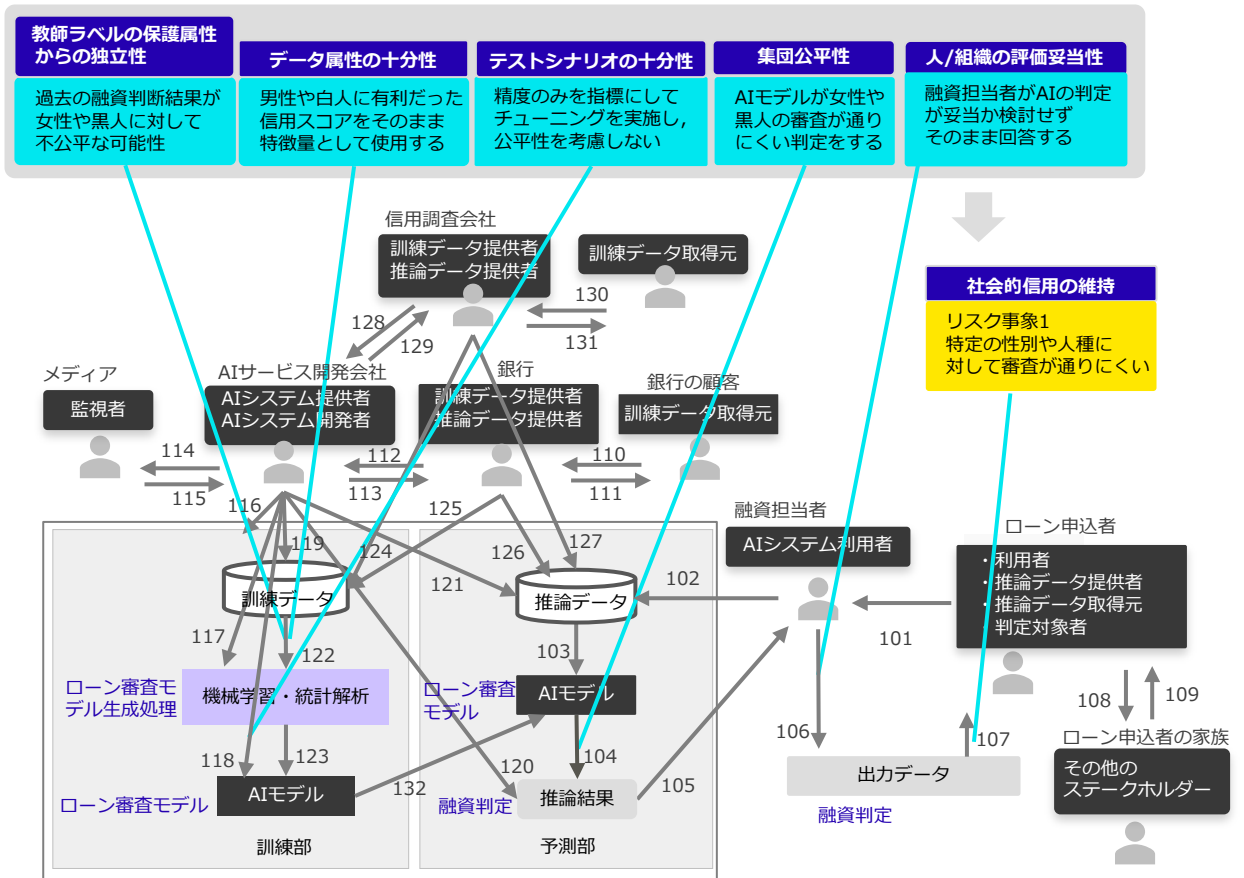 教師ラベルの保護属性
からの独立性
過去の融資判断結果が
女性や黒人に対して
不公平な可能性
データ属性の十分性
男性や白人に有利だった
信用スコアをそのまま
特徴量として使用する
テストシナリオの十分性
精度のみを指標にして
チューニングを実施し,
公平性を考慮しない
集団公平性
AIモデルが女性や
黒人の審査が通り
にくい判定をする
人/組織の評価妥当性
融資担当者がAIの判定
が妥当か検討せず
そのまま回答する
社会的信用の維持
リスク事象1
特定の性別や人種に
対して審査が通りにくい
信用調査会社
訓練データ提供者
推論データ提供者
訓練データ取得元
130
131
128
129
メディア
監視者
AIサービス開発会社
AIシステム提供者
AIシステム開発者
銀行
訓練データ提供者
推論データ提供者
銀行の顧客
訓練データ取得元
114
115
112
113
110
111
116
119
124
125
126
127
121
102
融資担当者
AIシステム利用者
ローン申込者
・利用者
・推論データ提供者
・推論データ取得元
・判定対象者
101
訓練データ
推論データ
117
122
103
ローン審査モ
デル生成処理
機械学習・統計解析
ローン審査
モデル
AIモデル
118
123
132
120
104
105
106
107
108
109
ローン審査モデル
AIモデル
融資判定
推論結果
出力データ
融資判定
ローン申込者の家族
その他の
ステークホルダー
訓練部
予測部